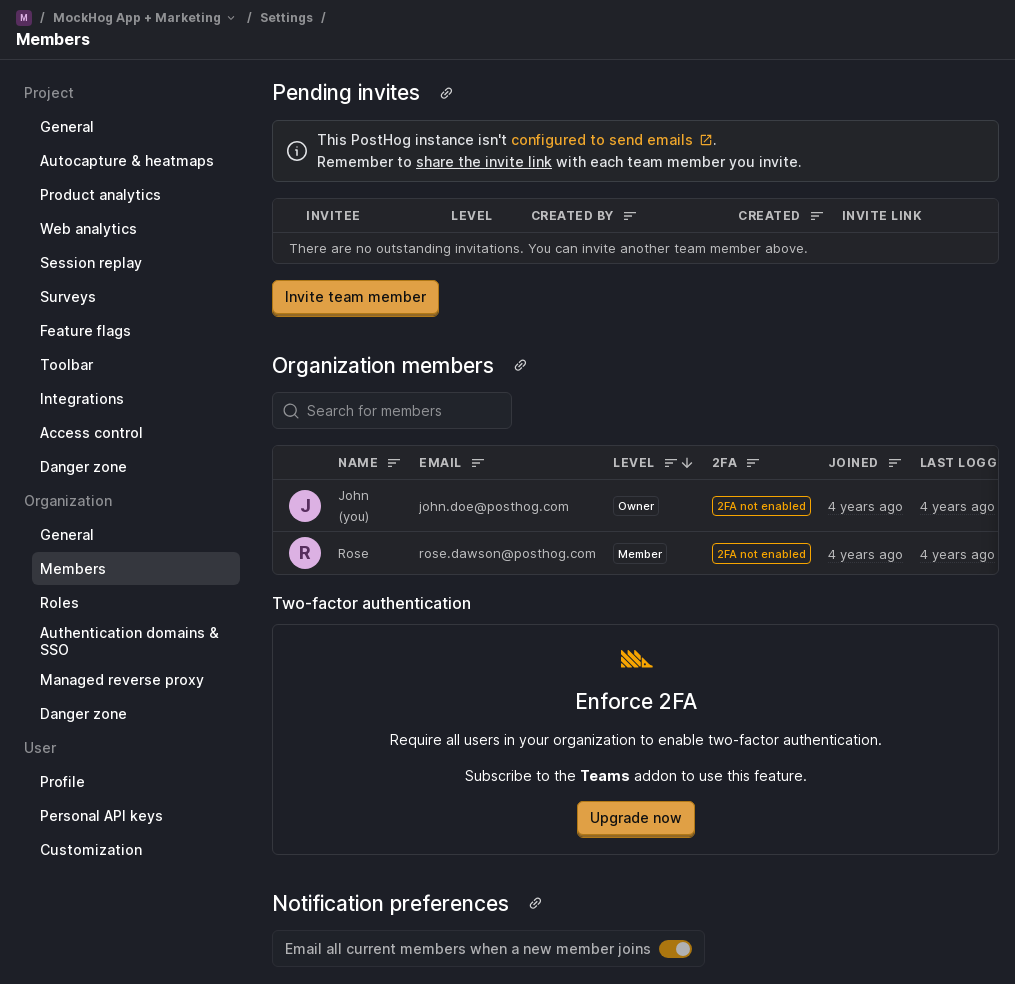 M / MockHog App + Marketing / Settings /
Members
Project
General
Autocapture & heatmaps
Product analytics
Web analytics
Session replay
Surveys
Feature flags
Toolbar
Integrations
Access control
Danger zone
Organization
General
Members
Roles
Authentication domains &
SSO
Managed reverse proxy
Danger zone
User
Profile
Personal API keys
Customization
Pending invites
This PostHog instance isn't configured to send emails .
Remember to share the invite link with each team member you invite.
INVITEE LEVEL CREATED BY CREATED INVITE LINK
There are no outstanding invitations. You can invite another team member above.
Invite team member
Organization members
Search for members
NAME EMAIL LEVEL 2FA JOINED LAST LOGG
J John (you) john.doe@posthog.com Owner 2FA not enabled 4 years ago 4 years ago
R Rose rose.dawson@posthog.com Member 2FA not enabled 4 years ago 4 years ago
Two-factor authentication
Enforce 2FA
Require all users in your organization to enable two-factor authentication.
Subscribe to the Teams addon to use this feature.
Upgrade now
Notification preferences
Email all current members when a new member joins